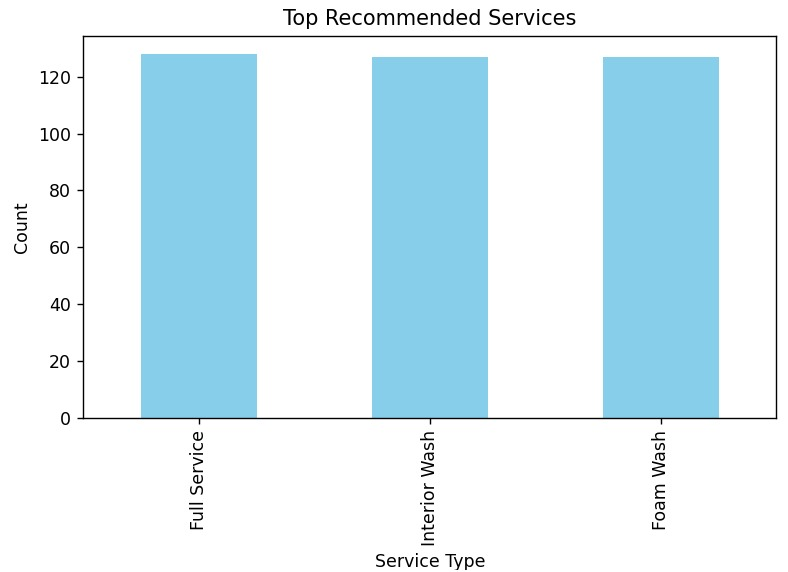 Top Recommended Services
Count
120
100
80
60
40
20
0
Full Service
Interior Wash
Foam Wash
Service Type